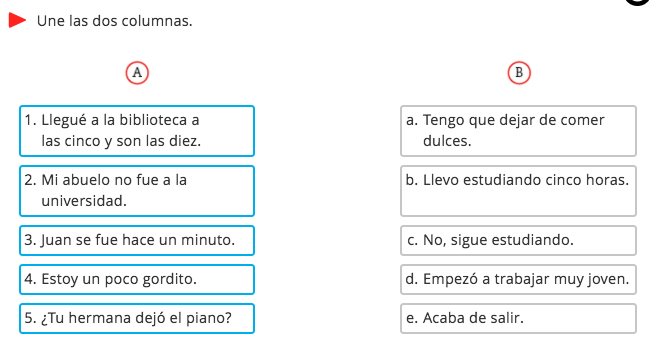 Une las dos columnas.
A
B
1. Llegué a la biblioteca a
las cinco y son las diez.
a. Tengo que dejar de comer
dulces.
2. Mi abuelo no fue a la
universidad.
b. Llevo estudiando cinco horas.
3. Juan se fue hace un minuto.
c. No, sigue estudiando.
4. Estoy un poco gordito.
d. Empezó a trabajar muy joven.
5. ¿Tu hermana dejó el piano?
e. Acaba de salir.